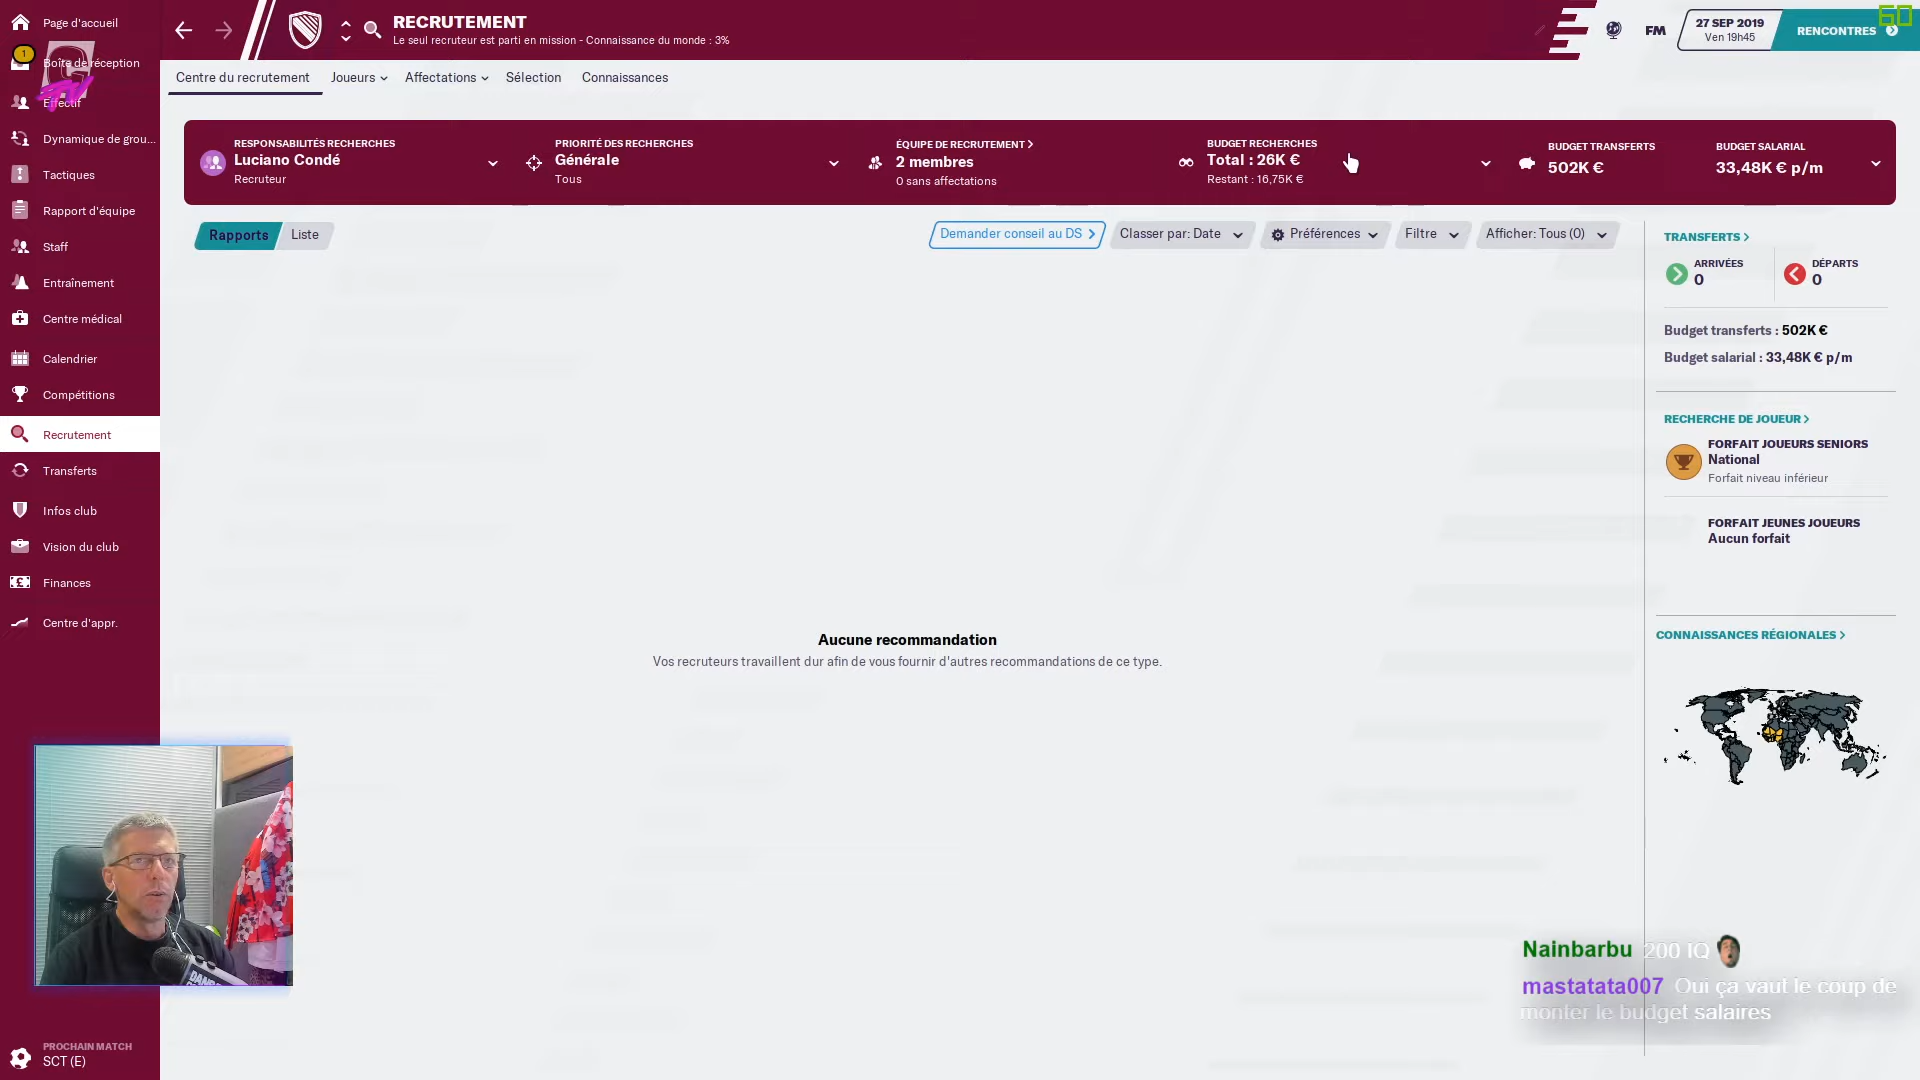 RECRUTEMENT
Le seul recruteur est parti en mission - Connaissance du monde : 3%
FM
27 SEP 2019
Ven 19h45
RENCONTRES
60
Page d'accueil
1
Boîte de réception
Effectif
Dynamique de grou...
Tactiques
Rapport d'équipe
Staff
Entraînement
Centre médical
Calendrier
Compétitions
Recrutement
Transferts
Infos club
Vision du club
Finances
Centre d'appr.
PROCHAIN MATCH
SCT (E)
Centre du recrutement
Joueurs
Affectations
Sélection
Connaissances
RESPONSABILITÉS RECHERCHES
Luciano Condé
Recruteur
PRIORITÉ DES RECHERCHES
Générale
Tous
ÉQUIPE DE RECRUTEMENT
2 membres
0 sans affectations
BUDGET RECHERCHES
Total : 26K €
Restant : 16,75K €
BUDGET TRANSFERTS
502K €
BUDGET SALARIAL
33,48K € p/m
Rapports
Liste
Demander conseil au DS
Classer par: Date
Préférences
Filtre
Afficher: Tous (0)
Aucune recommandation
Vos recruteurs travaillent dur afin de vous fournir d'autres recommandations de ce type.
TRANSFERTS
ARRIVÉES
0
DÉPARTS
0
Budget transferts : 502K €
Budget salarial : 33,48K € p/m
RECHERCHE DE JOUEUR
FORFAIT JOUEURS SENIORS
National
Forfait niveau inférieur
FORFAIT JEUNES JOUEURS
Aucun forfait
CONNAISSANCES RÉGIONALES
Nainbarbu 200 IQ
mastatata007 Oui ça vaut le coup de
monter le budget salaires